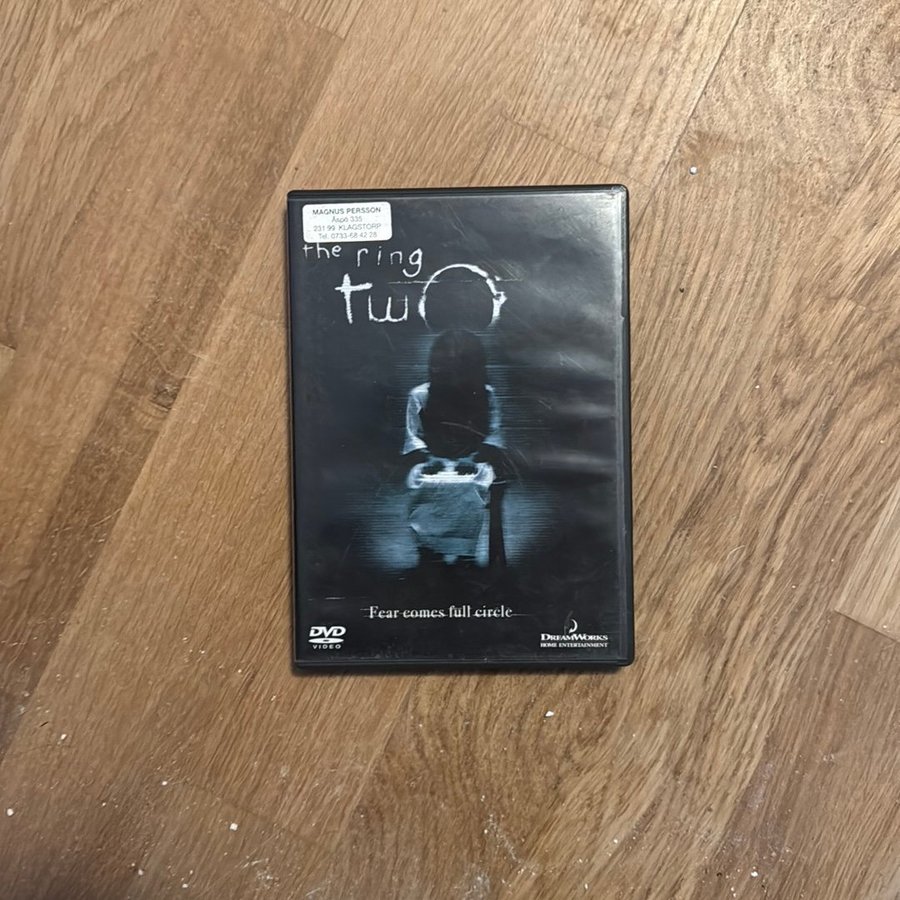 MAGNUS PERSSON
Äspö 335
231 99 KLAGSTORP
Tel. 0733-68 42 28
the ring
two
Fear comes full circle
DVD
VIDEO
DREAMWORKS
HOME ENTERTAINMENT